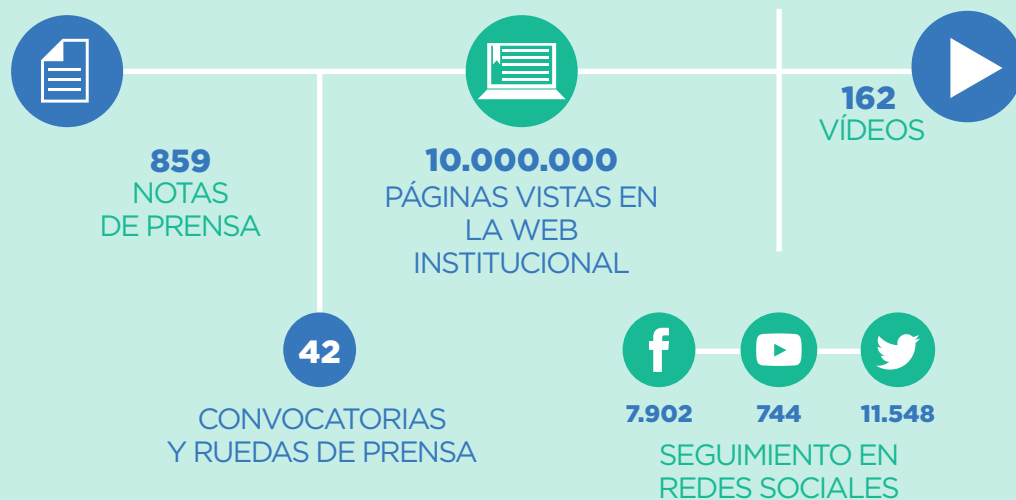 859
NOTAS
DE PRENSA
10.000.000
PÁGINAS VISTAS EN
LA WEB
INSTITUCIONAL
162
VÍDEOS
42
CONVOCATORIAS
Y RUEDAS DE PRENSA
f
7.902
744
11.548
SEGUIMIENTO EN
REDES SOCIALES